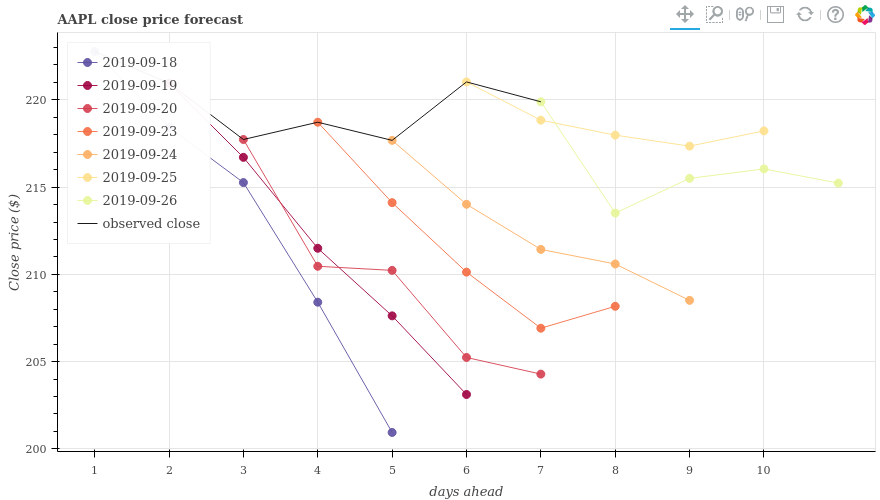 AAPL close price forecast
2019-09-18
2019-09-19
2019-09-20
2019-09-23
2019-09-24
2019-09-25
2019-09-26
observed close
Close price ($)
220
215
210
205
200
1 2 3 4 5 6 7 8 9 10
days ahead